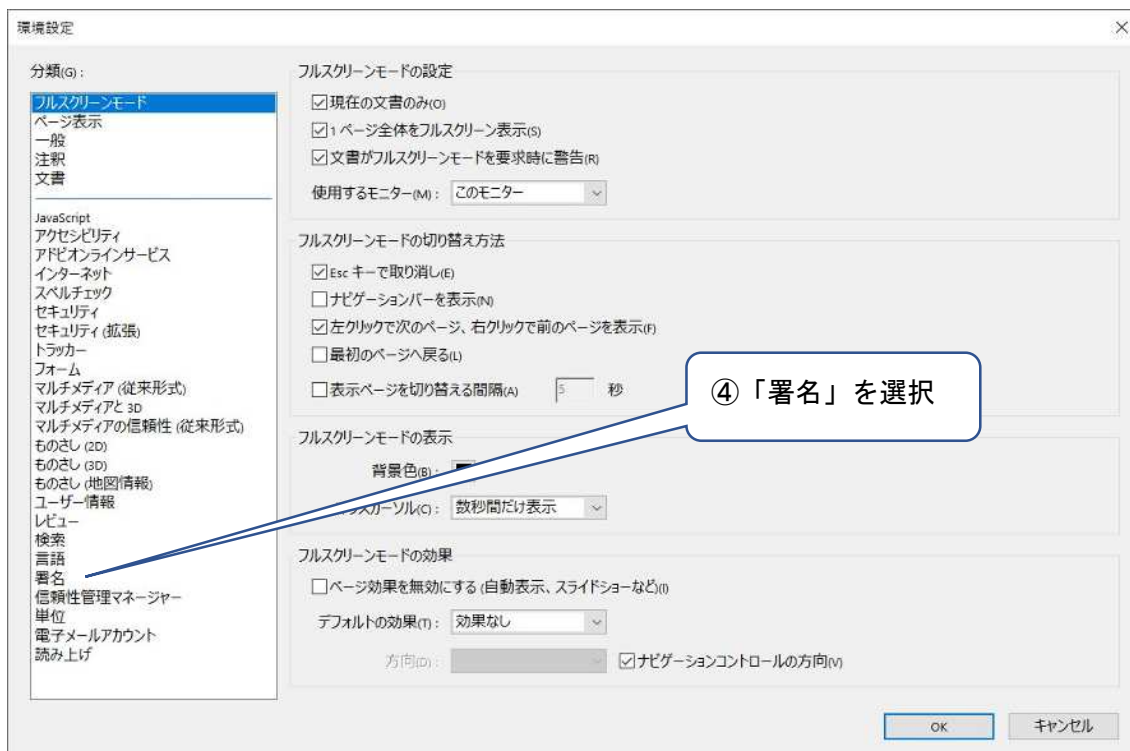 環境設定
分類(G):
フルスクリーンモード
ページ表示
一般
注釈
文書
JavaScript
アクセシビリティ
アドビオンラインサービス
インターネット
スペルチェック
セキュリティ
セキュリティ (拡張)
トラッカー
フォーム
マルチメディア (従来形式)
マルチメディアと 3D
マルチメディアの信頼性 (従来形式)
ものさし (2D)
ものさし (3D)
ものさし (地図情報)
ユーザー情報
レビュー
検索
言語
署名
信頼性管理マネージャー
単位
電子メールアカウント
読み上げ
フルスクリーンモードの設定
現在の文書のみ(O)
1 ページ全体をフルスクリーン表示(S)
文書がフルスクリーンモードを要求時に警告(R)
使用するモニター(M): このモニター
フルスクリーンモードの切り替え方法
Esc キーで取り消し(E)
ナビゲーションバーを表示(N)
左クリックで次のページ、右クリックで前のページを表示(F)
最初のページへ戻る(L)
表示ページを切り替える間隔(A) 5 秒
④「署名」を選択
フルスクリーンモードの表示
背景色(B):
スカーソル(C): 数秒間だけ表示
フルスクリーンモードの効果
ページ効果を無効にする (自動表示、スライドショーなど)(I)
デフォルトの効果(T): 効果なし
方向(D): ナビゲーションコントロールの方向(V)
OK キャンセル